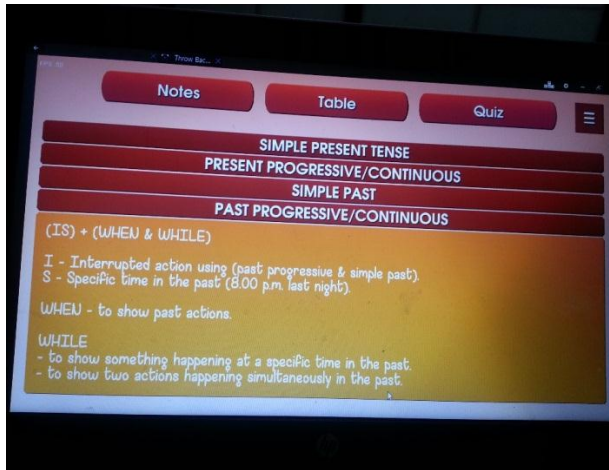 Throw Bac...
Notes
Table
Quiz
SIMPLE PRESENT TENSE
PRESENT PROGRESSIVE/CONTINUOUS
SIMPLE PAST
PAST PROGRESSIVE/CONTINUOUS
(IS) + (WHEN & WHILE)
I - Interrupted action using (past progressive & simple past).
S - Specific time in the past (8.00 p.m. last night).
WHEN - to show past actions.
WHILE
- to show something happening at a specific time in the past.
- to show two actions happening simultaneously in the past.